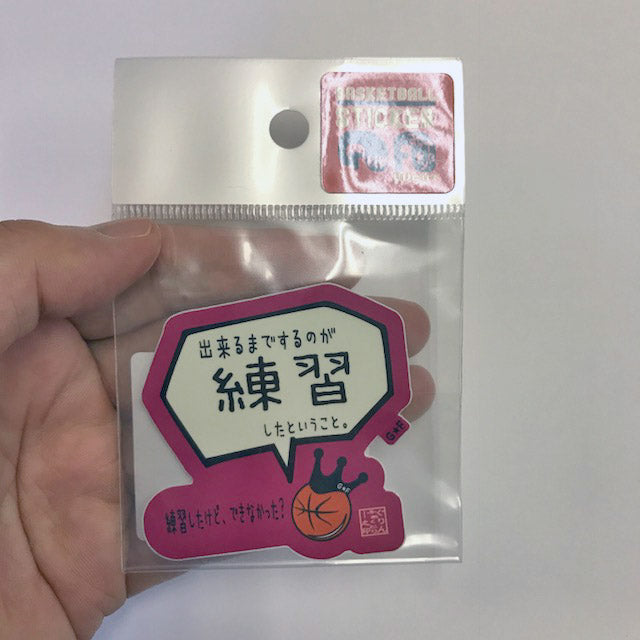 BASKETBALL
STICKER
出来るまでするのが
練習
したということ。
G★F
G★F
練習したけど、できなかった?